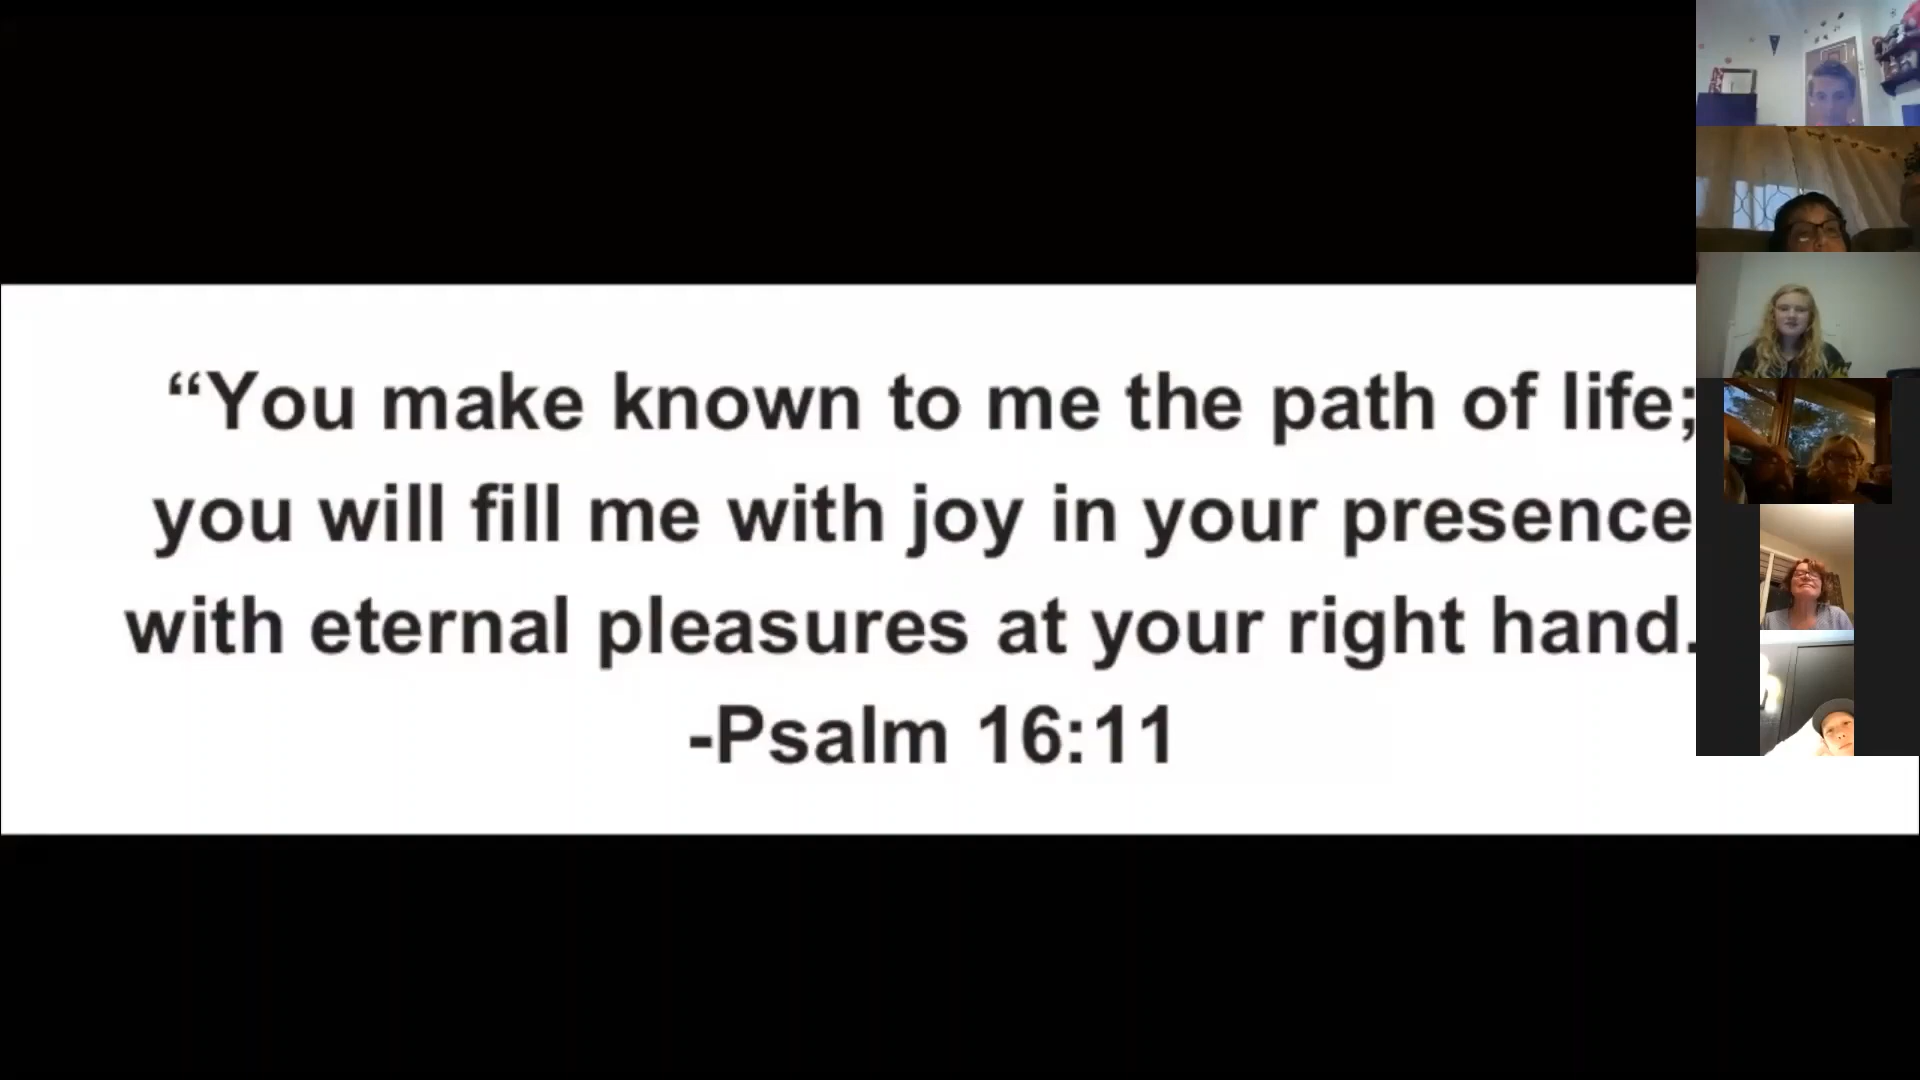 “You make known to me the path of life;
you will fill me with joy in your presence
with eternal pleasures at your right hand.
-Psalm 16:11